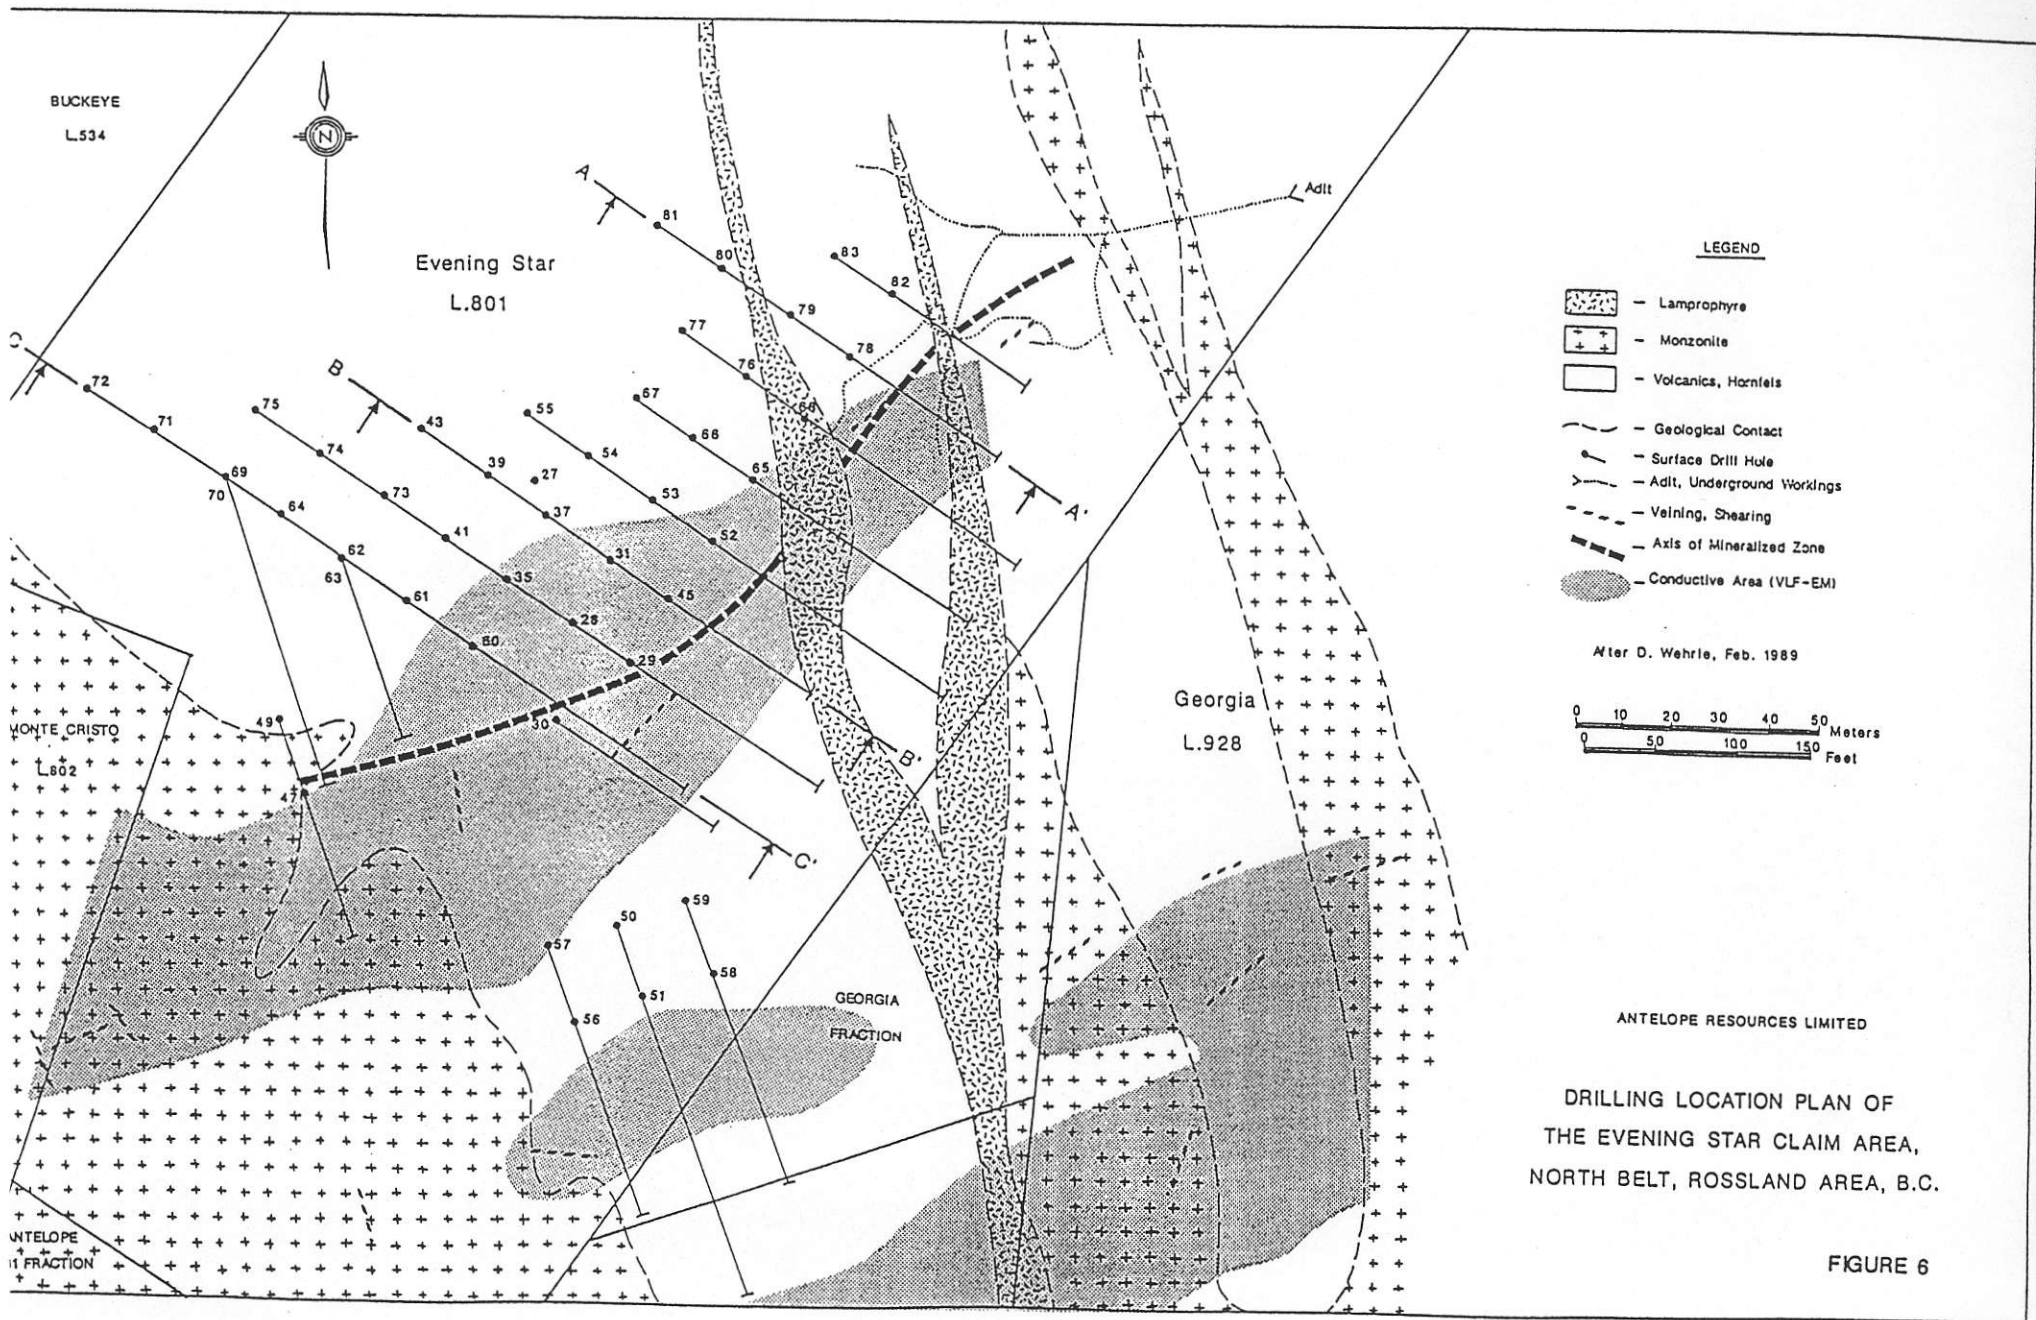 BUCKEYE
L.534
N
Evening Star
L.801
A
81
80
79
78
83
82
Adit
77
76
68
67
66
65
55
54
53
52
B
43
39
27
37
31
45
C
72
71
75
74
73
41
35
28
29
69
70
64
62
63
61
60
30
49
47
A'
B'
C'
MONTE CRISTO
L.802
57
50
59
58
51
56
GEORGIA
FRACTION
Georgia
L.928
ANTELOPE
FRACTION
LEGEND
- Lamprophyre
- Monzonite
- Volcanics, Hornfels
- Geological Contact
- Surface Drill Hole
- Adit, Underground Workings
- Veining, Shearing
- Axis of Mineralized Zone
- Conductive Area (VLF-EM)
After D. Wehrle, Feb. 1989
0 10 20 30 40 50 Meters
0 50 100 150 Feet
ANTELOPE RESOURCES LIMITED
DRILLING LOCATION PLAN OF
THE EVENING STAR CLAIM AREA,
NORTH BELT, ROSSLAND AREA, B.C.
FIGURE 6